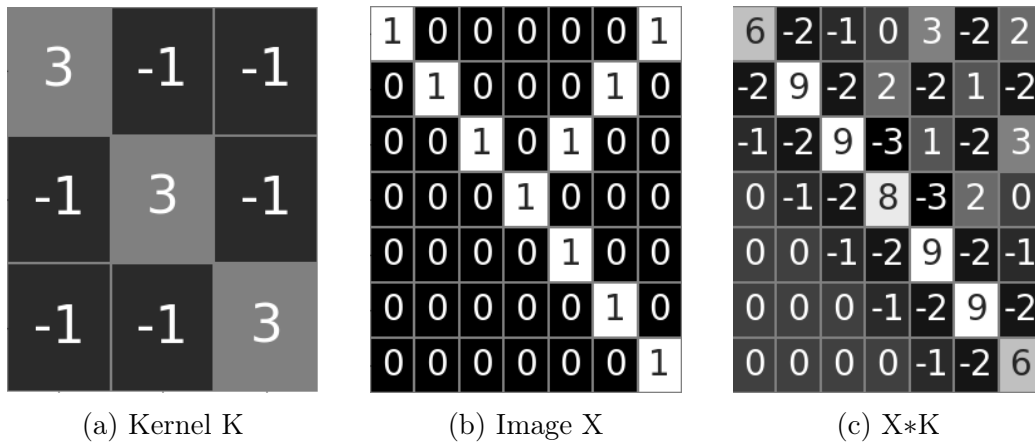 3 -1 -1
-1 3 -1
-1 -1 3
(a) Kernel K
1 0 0 0 0 0 1
0 1 0 0 0 1 0
0 0 1 0 1 0 0
0 0 0 1 0 0 0
0 0 0 0 1 0 0
0 0 0 0 0 1 0
0 0 0 0 0 0 1
(b) Image X
6 -2 -1 0 3 -2 2
-2 9 -2 2 -2 1 -2
-1 -2 9 -3 1 -2 3
0 -1 -2 8 -3 2 0
0 0 -1 -2 9 -2 -1
0 0 0 -1 -2 9 -2
0 0 0 0 -1 -2 6
(c) X*K